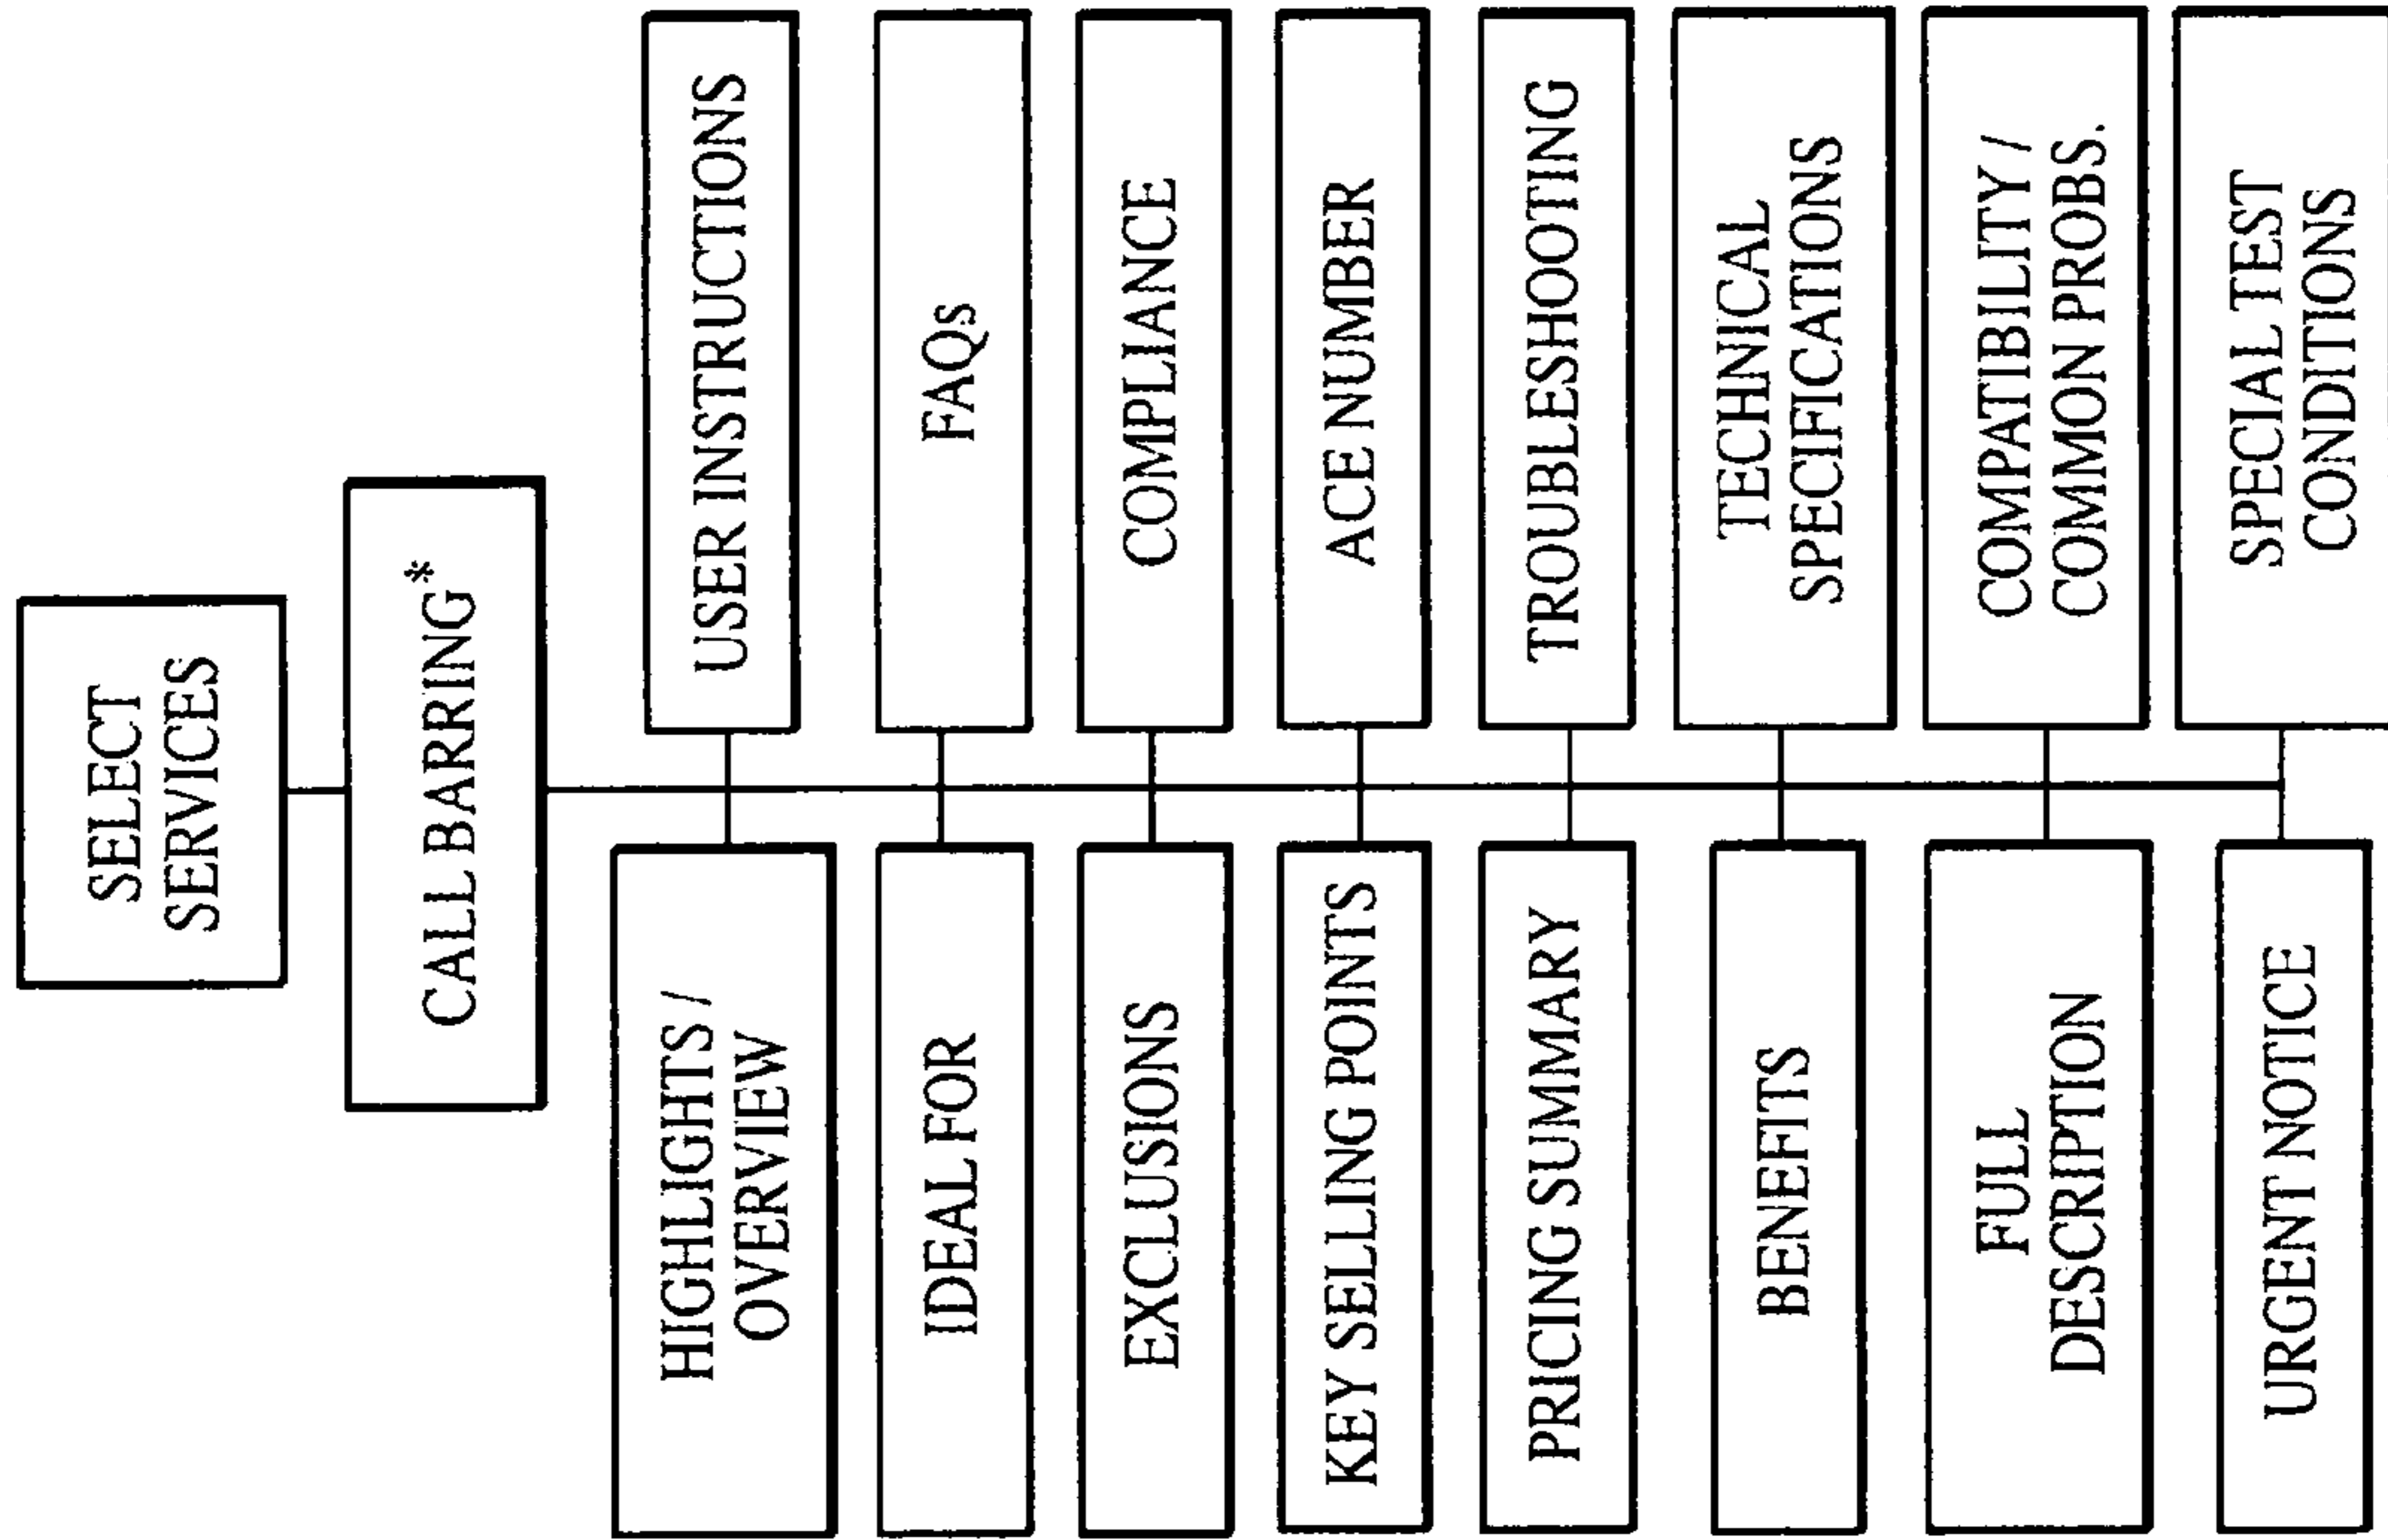 SELECT
SERVICES
CALL BARRING*
HIGHLIGHTS /
OVERVIEW
USER INSTRUCTIONS
IDEAL FOR
FAQs
EXCLUSIONS
COMPLIANCE
KEY SELLING POINTS
ACE NUMBER
PRICING SUMMARY
TROUBLESHOOTING
BENEFITS
TECHNICAL
SPECIFICATIONS
FULL
DESCRIPTION
COMPATIBILITY /
COMMON PROBS.
URGENT NOTICE
SPECIAL TEST
CONDITIONS